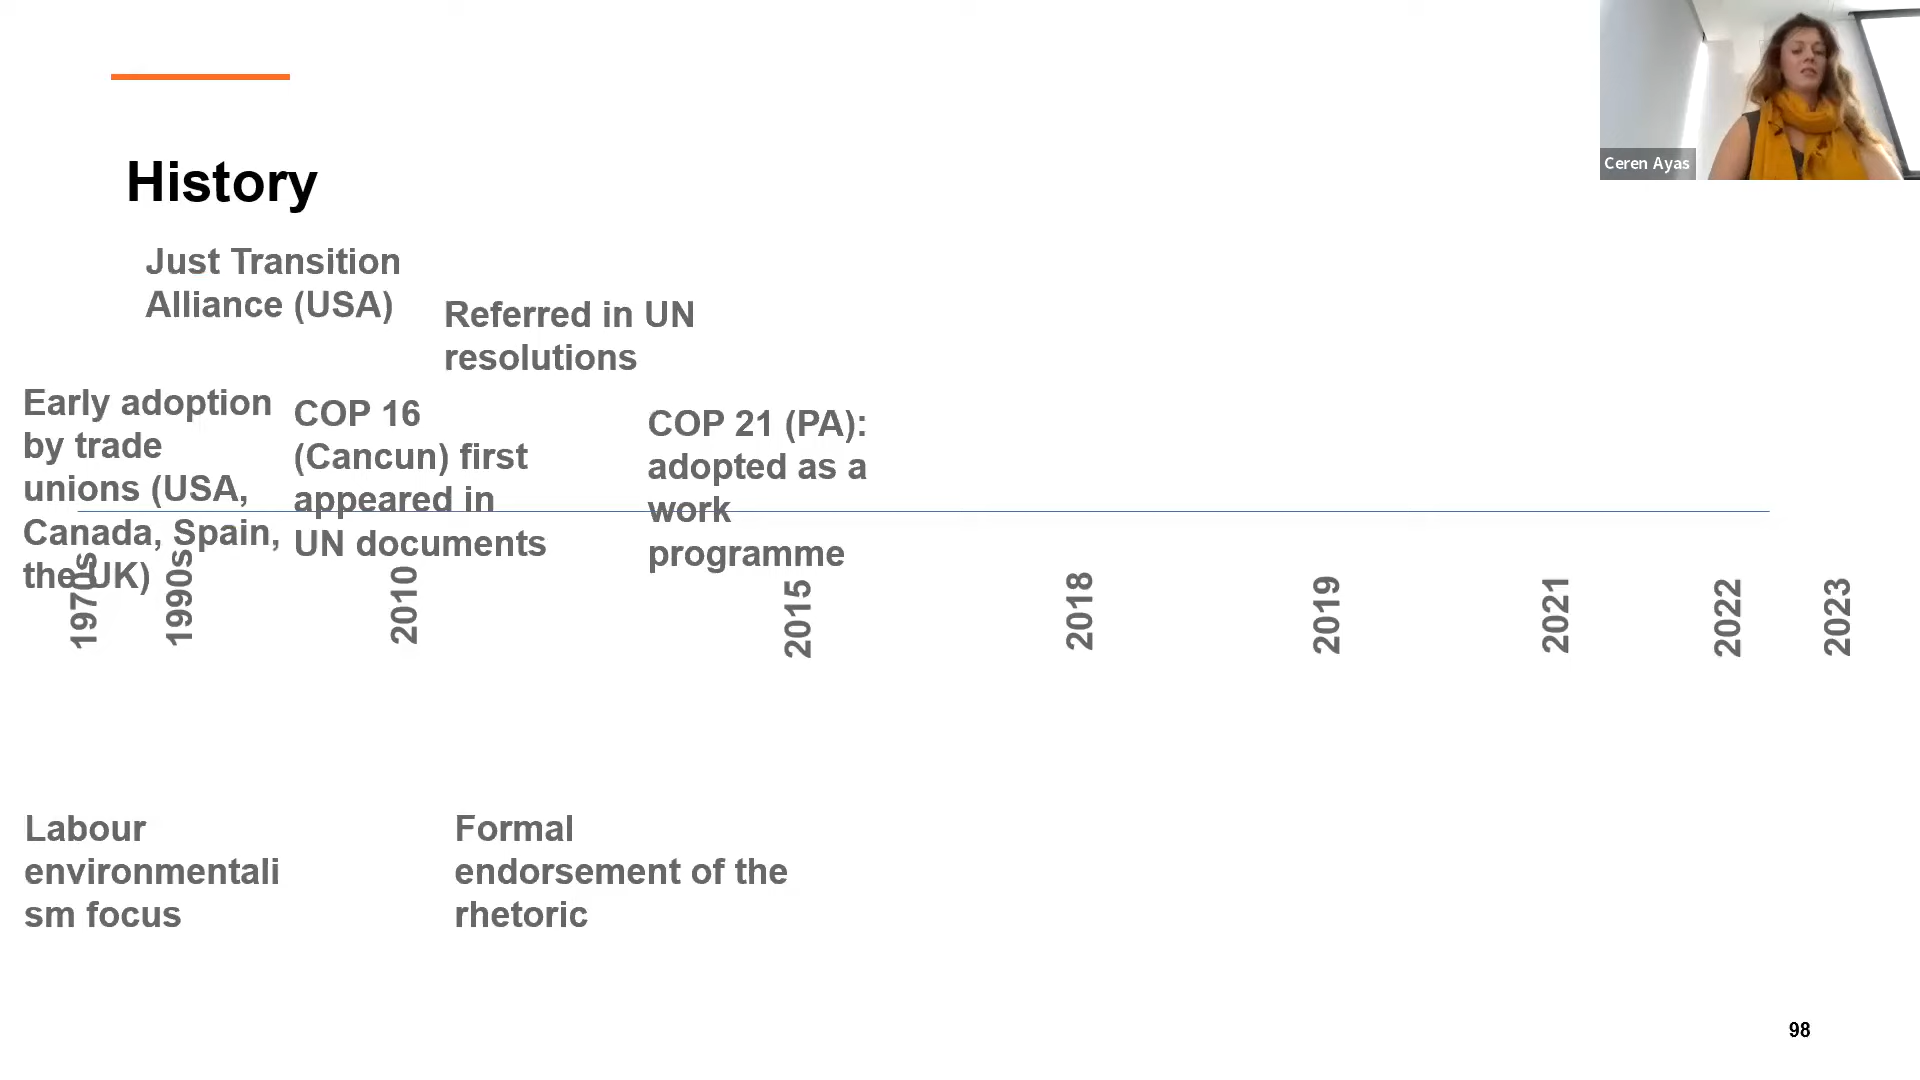 Ceren Ayas
History
Just Transition
Alliance (USA)
Referred in UN
resolutions
Early adoption
by trade
unions (USA,
Canada, Spain,
the UK)
COP 16
(Cancun) first
appeared in
UN documents
COP 21 (PA):
adopted as a
work
programme
1970s
1990s
2010
2015
2018
2019
2021
2022
2023
Labour
environmentali
sm focus
Formal
endorsement of the
rhetoric
98